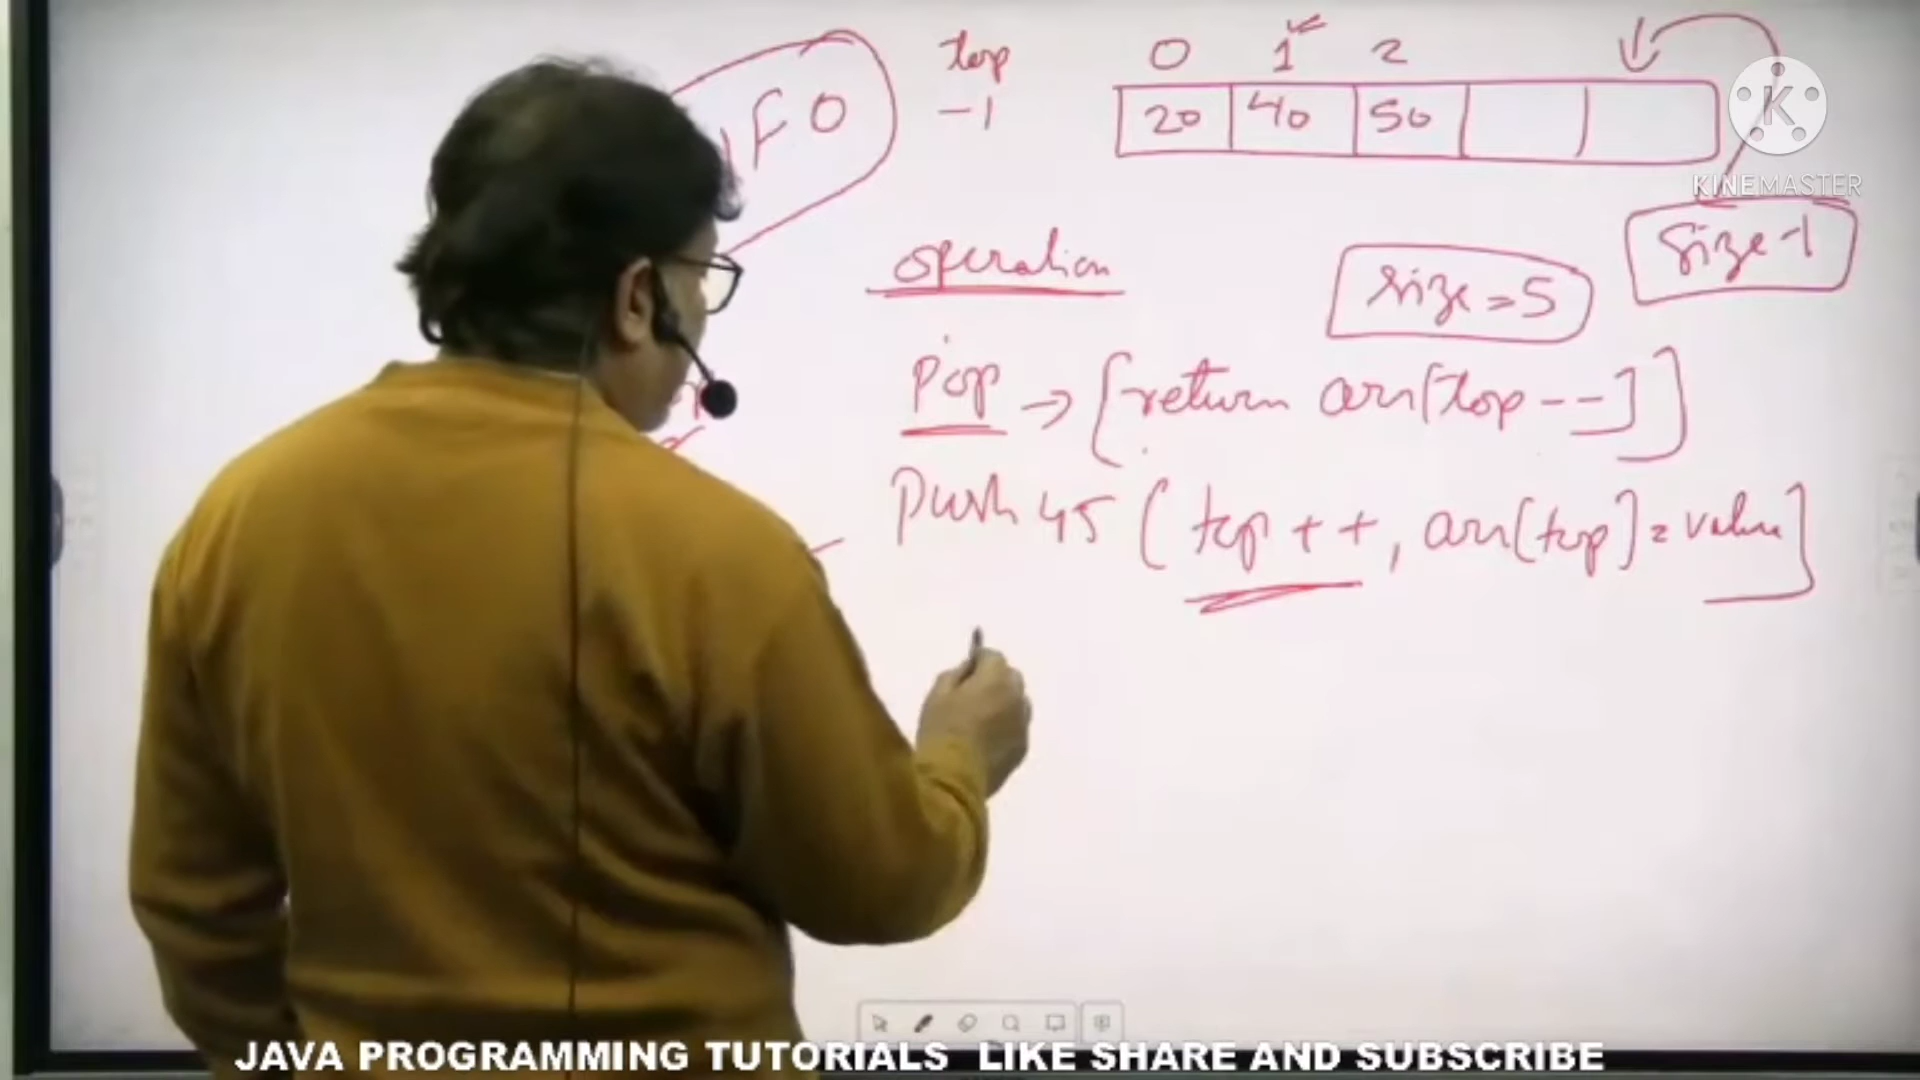 top 0 1 2
-1 20 40 50
IFO
KINEMASTER
size-1
operation
size=5
Pop → [return arr[top--]]
Push 45 (top++, arr[top]=value]
JAVA PROGRAMMING TUTORIALS LIKE SHARE AND SUBSCRIBE